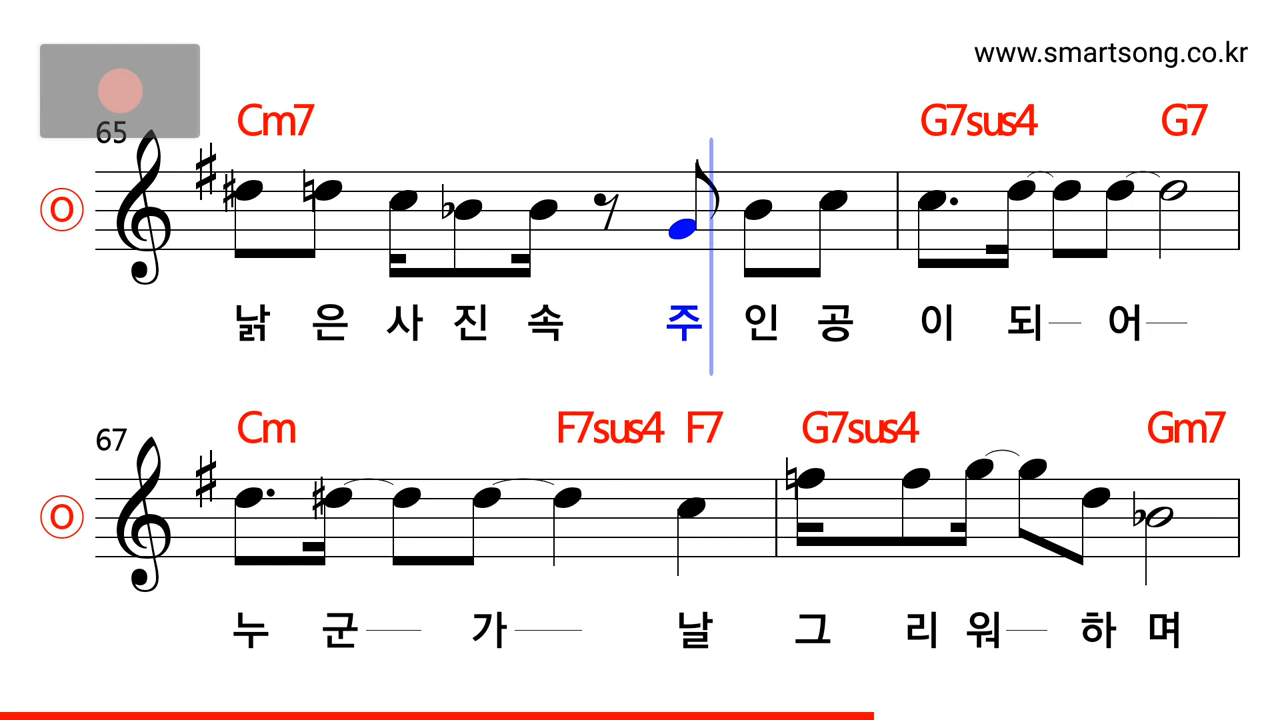 www.smartsong.co.kr
65
Cm7 G7sus4 G7
O
낡 은 사 진 속 주 인 공 이 되 어
67
Cm F7sus4 F7 G7sus4 Gm7
O
누 군 가 날 그 리 워 하 며